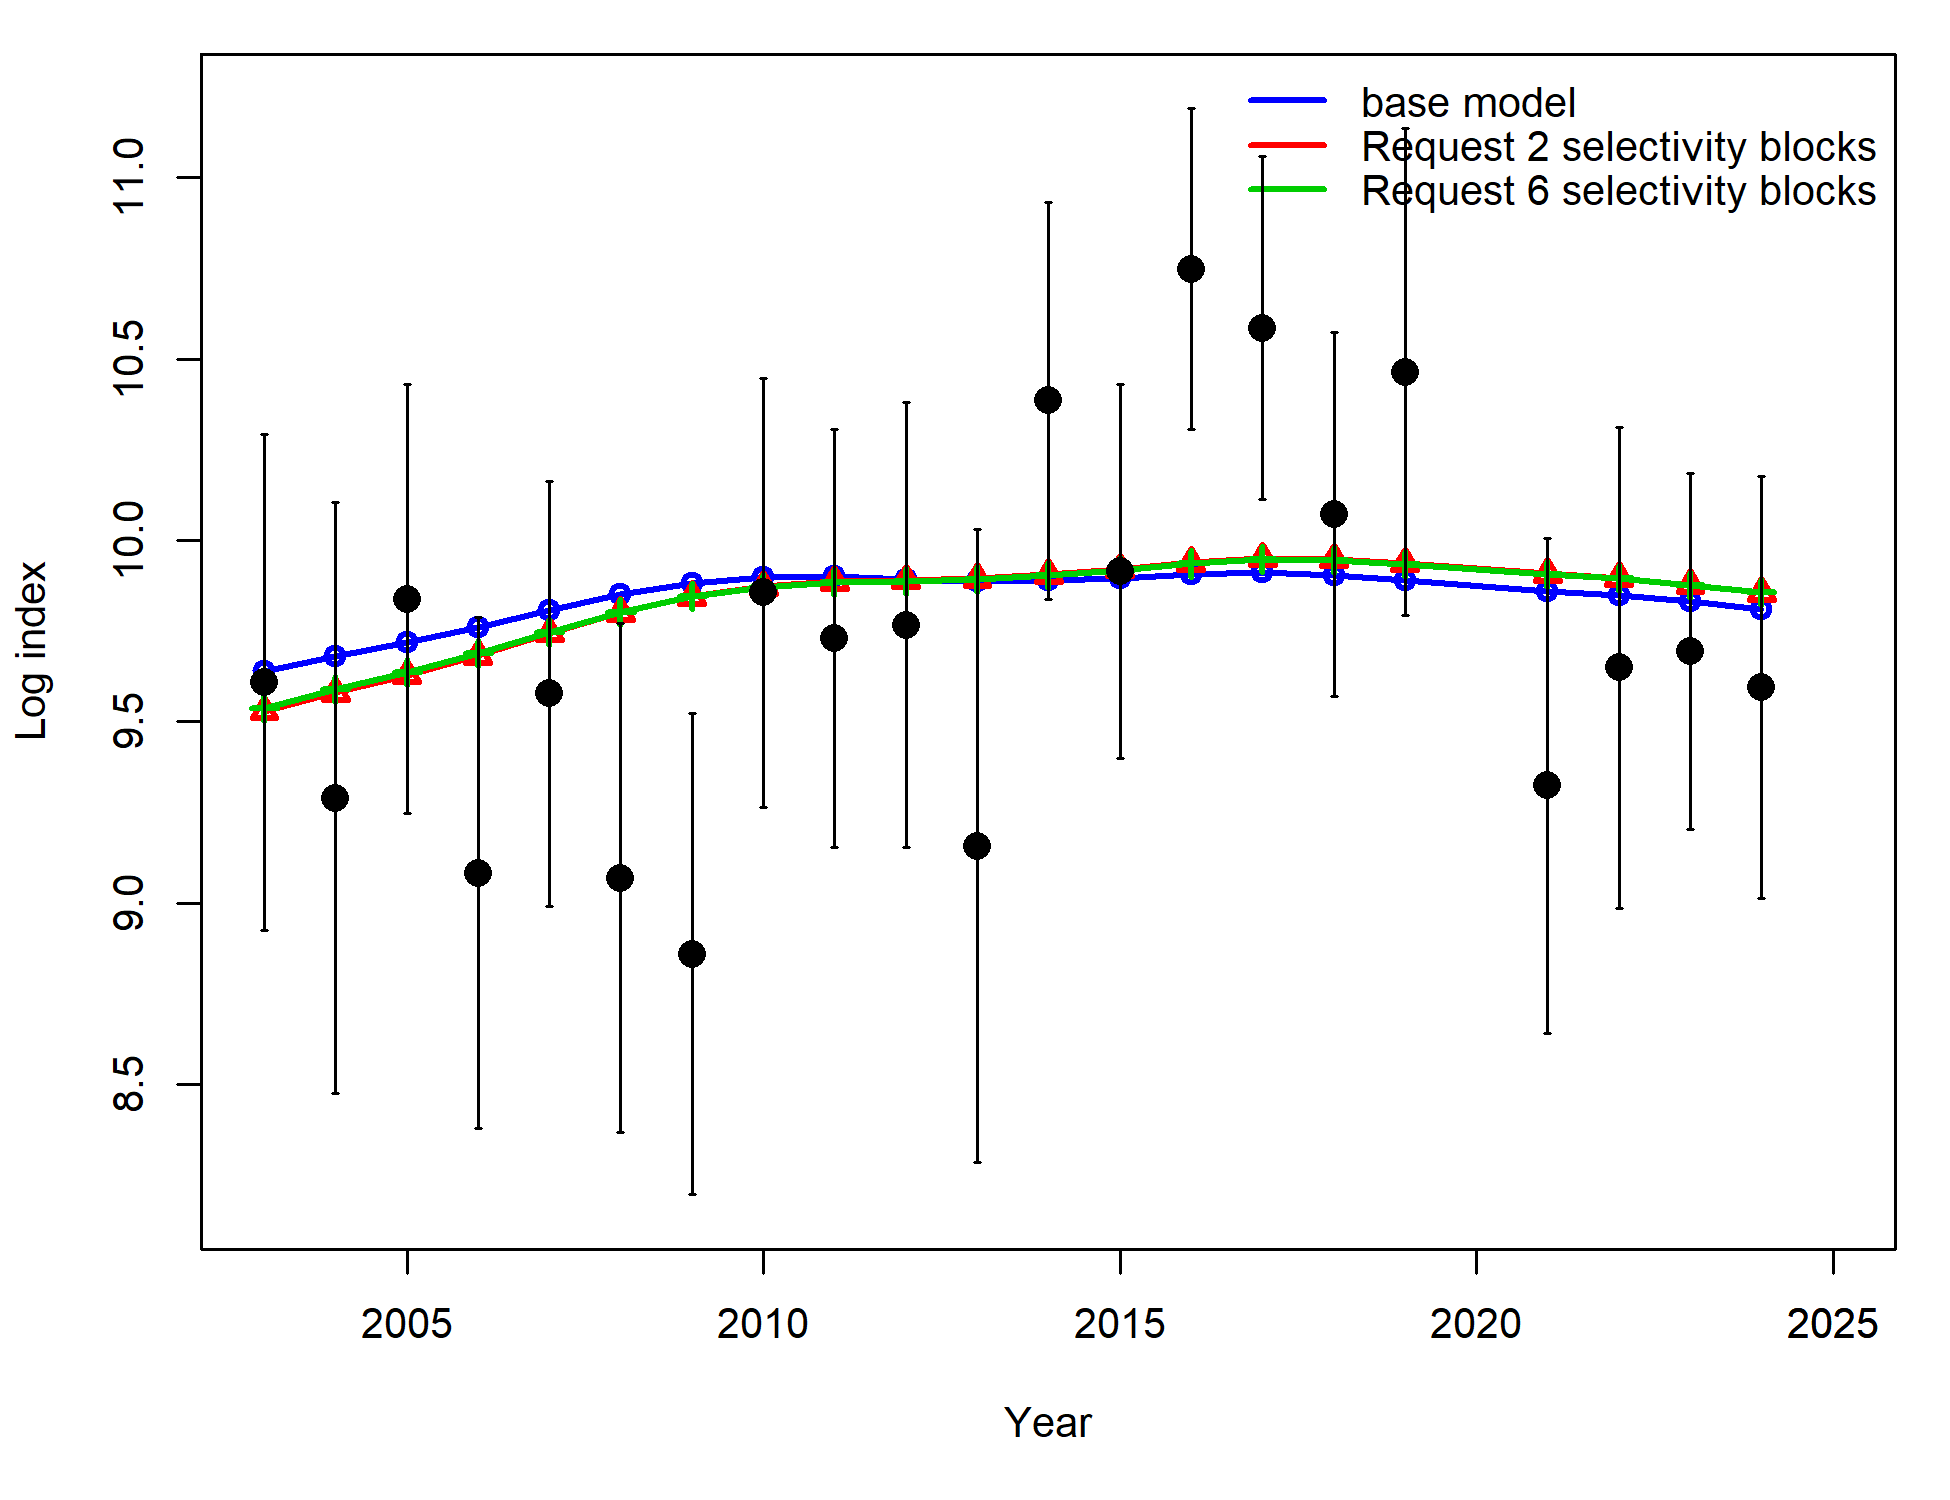 base model
Request 2 selectivity blocks
Request 6 selectivity blocks
11.0
10.5
10.0
9.5
9.0
8.5
Log index
2005 2010 2015 2020 2025
Year